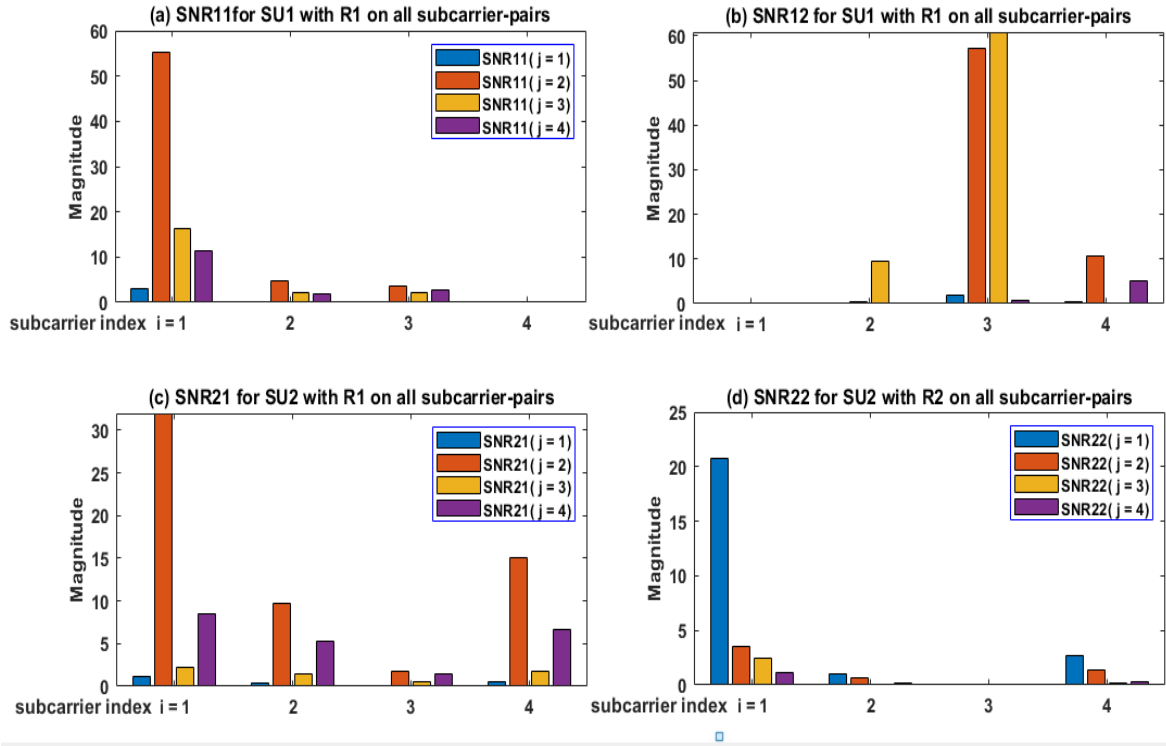 (a) SNR11for SU1 with R1 on all subcarrier-pairs
60
50
40
30
20
10
0
Magnitude
SNR11( j = 1)
SNR11( j = 2)
SNR11( j = 3)
SNR11( j = 4)
subcarrier index i = 1 2 3 4
(b) SNR12 for SU1 with R1 on all subcarrier-pairs
60
50
40
30
20
10
0
Magnitude
subcarrier index i = 1 2 3 4
(c) SNR21 for SU2 with R1 on all subcarrier-pairs
30
25
20
15
10
5
0
Magnitude
SNR21( j = 1)
SNR21( j = 2)
SNR21( j = 3)
SNR21( j = 4)
subcarrier index i = 1 2 3 4
(d) SNR22 for SU2 with R2 on all subcarrier-pairs
25
20
15
10
5
0
Magnitude
SNR22( j = 1)
SNR22( j = 2)
SNR22( j = 3)
SNR22( j = 4)
subcarrier index i = 1 2 3 4